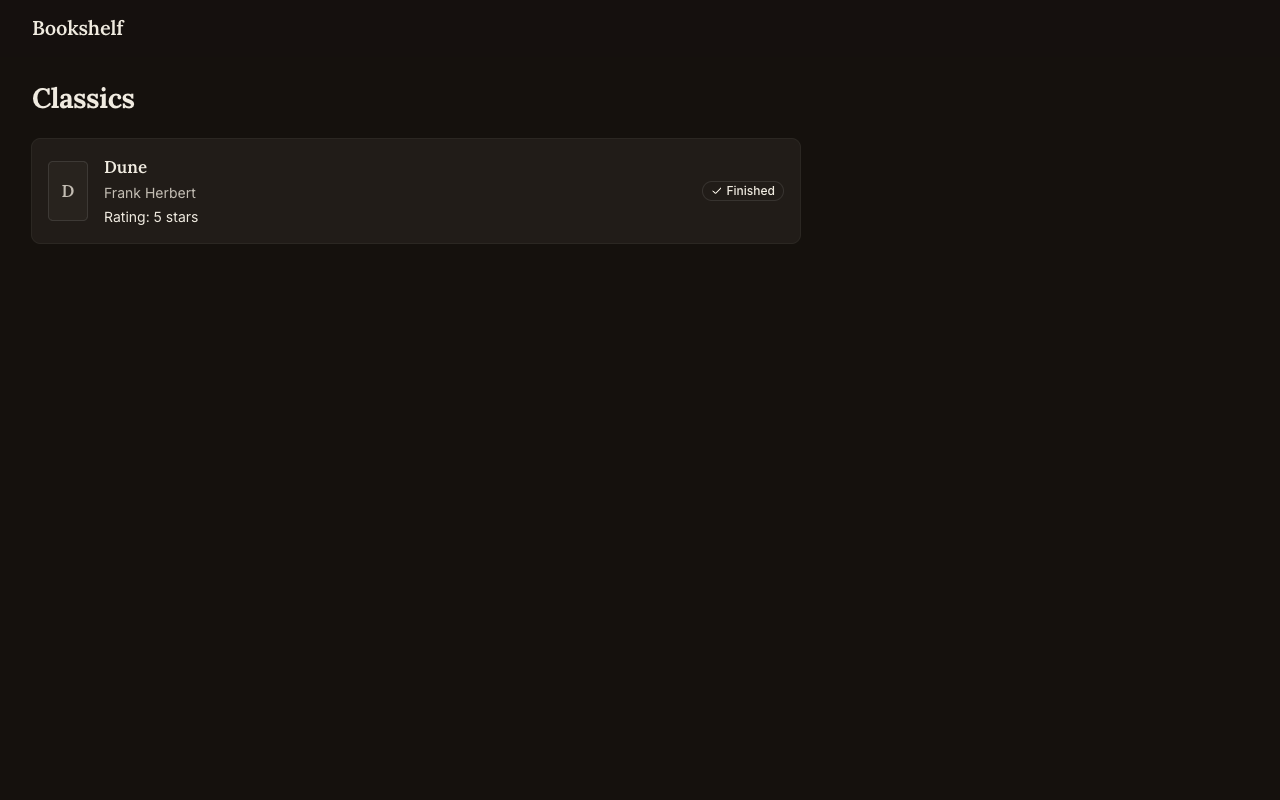 Bookshelf
Classics
D
Dune
Frank Herbert
Rating: 5 stars
✓ Finished